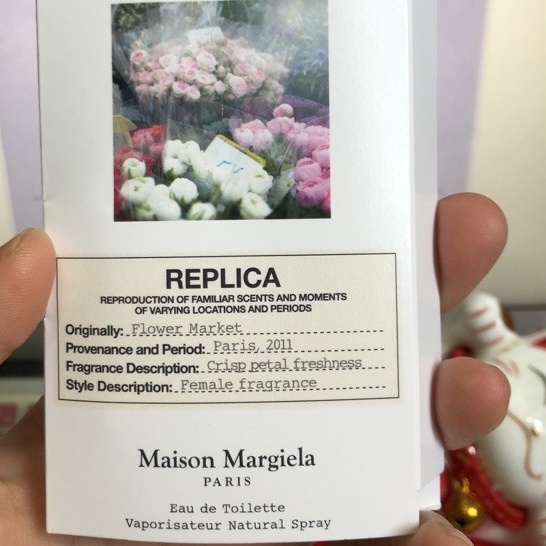 REPLICA
REPRODUCTION OF FAMILIAR SCENTS AND MOMENTS
OF VARYING LOCATIONS AND PERIODS
Originally: Flower Market
Provenance and Period: Paris, 2011
Fragrance Description: Crisp petal freshness
Style Description: Female fragrance
Maison Margiela
PARIS
Eau de Toilette
Vaporisateur Natural Spray